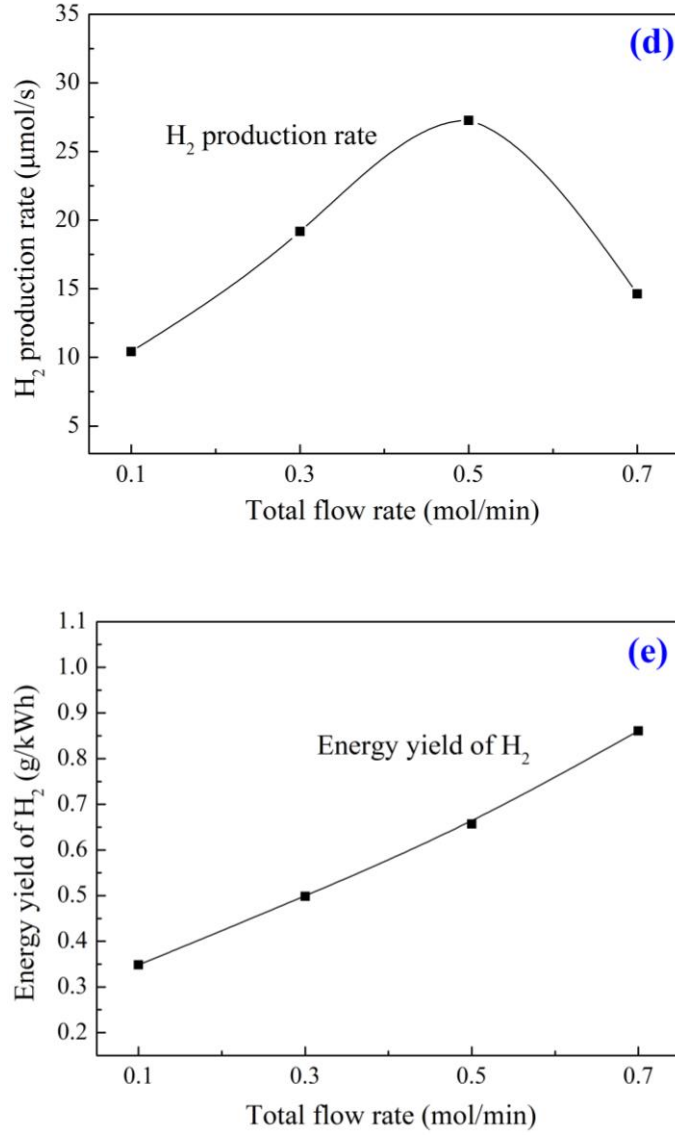 (d)
H₂ production rate (μmol/s)
35
30
25
20
15
10
5
H₂ production rate
0.1 0.3 0.5 0.7
Total flow rate (mol/min)
(e)
Energy yield of H₂ (g/kWh)
1.1
1.0
0.9
0.8
0.7
0.6
0.5
0.4
0.3
0.2
Energy yield of H₂
0.1 0.3 0.5 0.7
Total flow rate (mol/min)